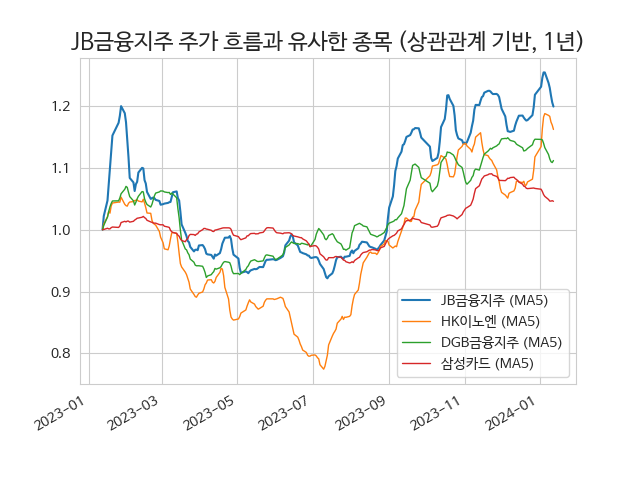 JB금융지주 주가 흐름과 유사한 종목 (상관관계 기반, 1년)
1.2
1.1
1.0
0.9
0.8
JB금융지주 (MA5)
HK이노엔 (MA5)
DGB금융지주 (MA5)
삼성카드 (MA5)
2023-01
2023-03
2023-05
2023-07
2023-09
2023-11
2024-01